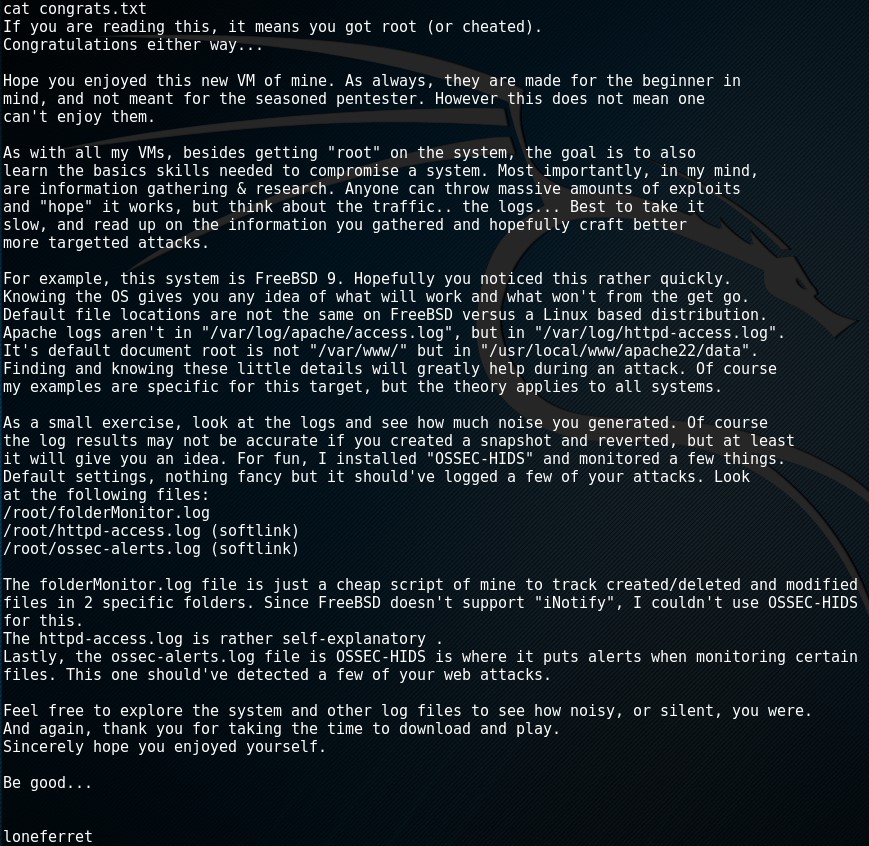 cat congrats.txt
If you are reading this, it means you got root (or cheated).
Congratulations either way...
Hope you enjoyed this new VM of mine. As always, they are made for the beginner in
mind, and not meant for the seasoned pentester. However this does not mean one
can't enjoy them.
As with all my VMs, besides getting "root" on the system, the goal is to also
learn the basics skills needed to compromise a system. Most importantly, in my mind,
are information gathering & research. Anyone can throw massive amounts of exploits
and "hope" it works, but think about the traffic.. the logs... Best to take it
slow, and read up on the information you gathered and hopefully craft better
more targetted attacks.
For example, this system is FreeBSD 9. Hopefully you noticed this rather quickly.
Knowing the OS gives you any idea of what will work and what won't from the get go.
Default file locations are not the same on FreeBSD versus a Linux based distribution.
Apache logs aren't in "/var/log/apache/access.log", but in "/var/log/httpd-access.log".
It's default document root is not "/var/www/" but in "/usr/local/www/apache22/data".
Finding and knowing these little details will greatly help during an attack. Of course
my examples are specific for this target, but the theory applies to all systems.
As a small exercise, look at the logs and see how much noise you generated. Of course
the log results may not be accurate if you created a snapshot and reverted, but at least
it will give you an idea. For fun, I installed "OSSEC-HIDS" and monitored a few things.
Default settings, nothing fancy but it should've logged a few of your attacks. Look
at the following files:
/root/folderMonitor.log
/root/httpd-access.log (softlink)
/root/ossec-alerts.log (softlink)
The folderMonitor.log file is just a cheap script of mine to track created/deleted and modified
files in 2 specific folders. Since FreeBSD doesn't support "iNotify", I couldn't use OSSEC-HIDS
for this.
The httpd-access.log is rather self-explanatory .
Lastly, the ossec-alerts.log file is OSSEC-HIDS is where it puts alerts when monitoring certain
files. This one should've detected a few of your web attacks.
Feel free to explore the system and other log files to see how noisy, or silent, you were.
And again, thank you for taking the time to download and play.
Sincerely hope you enjoyed yourself.
Be good...
loneferret